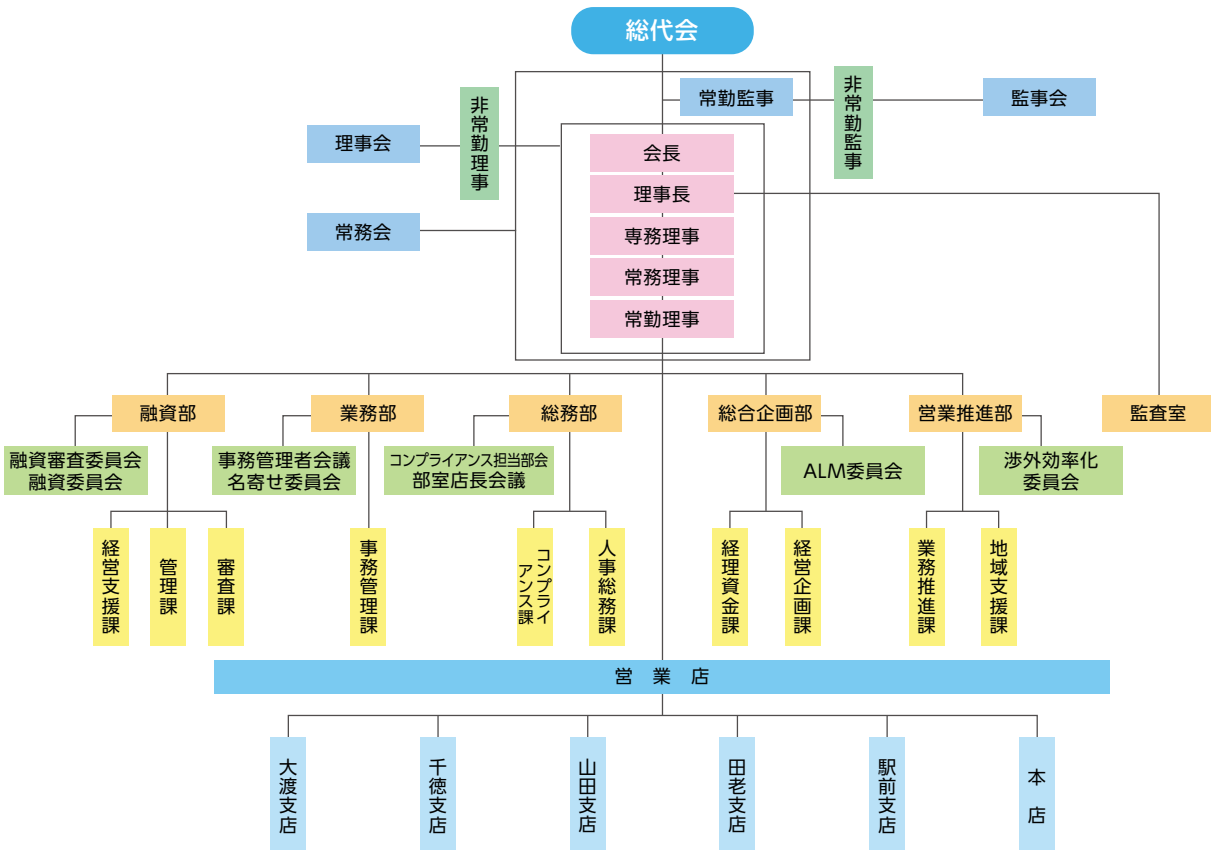 総代会
常勤監事
非常勤監事
監事会
理事会
非常勤理事
常務会
会長
理事長
専務理事
常務理事
常勤理事
融資部
業務部
総務部
総合企画部
営業推進部
監査室
融資審査委員会
融資委員会
事務管理者会議
名寄せ委員会
コンプライアンス担当部会
部室店長会議
ALM委員会
渉外効率化
委員会
経営支援課
管理課
審査課
事務管理課
コンプライ
アンス課
人事総務課
経理資金課
経営企画課
業務推進課
地域支援課
営業店
大渡支店
千徳支店
山田支店
田老支店
駅前支店
本店